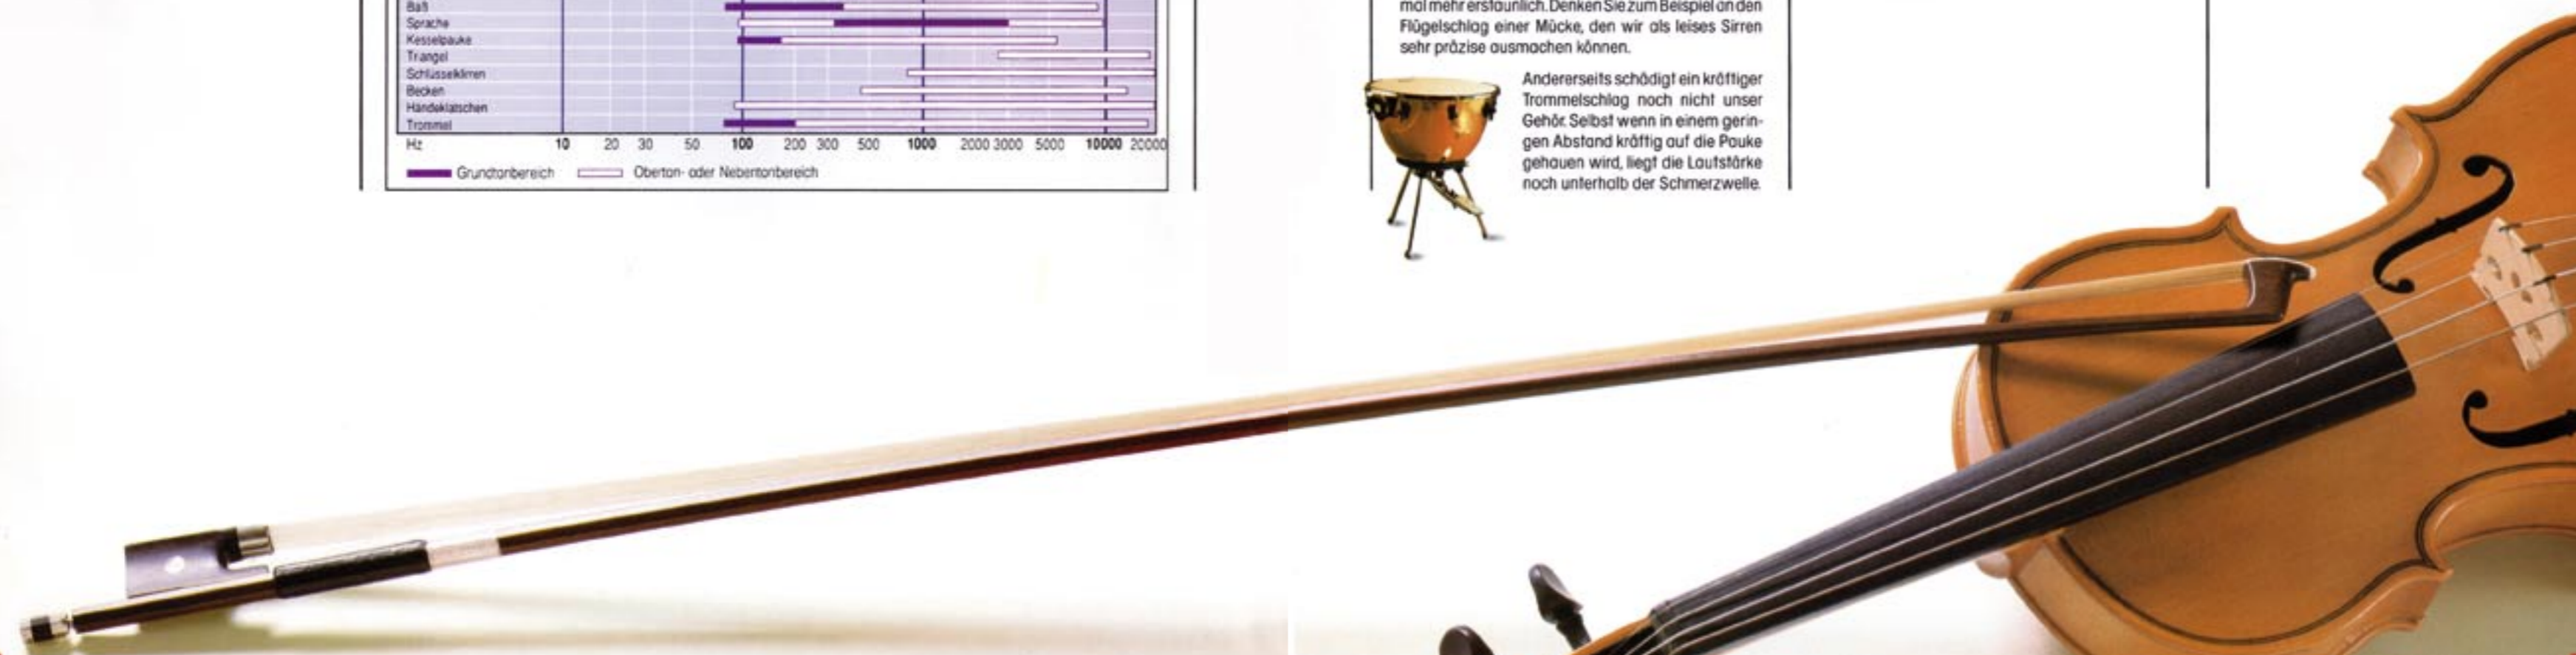 Baß
Sprache
Kesselpauke
Triangel
Schlüsselklirren
Becken
Händeklatschen
Trommel
Hz 10 20 30 50 100 200 300 500 1000 2000 3000 5000 10000 20000
Grundtonbereich Oberton- oder Nebentonbereich
mal mehr erstaunlich. Denken Sie zum Beispiel an den
Flügelschlag einer Mücke, den wir als leises Sirren
sehr präzise ausmachen können.
Andererseits schädigt ein kräftiger
Trommelschlag noch nicht unser
Gehör. Selbst wenn in einem gerin-
gen Abstand kräftig auf die Pauke
gehauen wird, liegt die Lautstärke
noch unterhalb der Schmerzwelle.